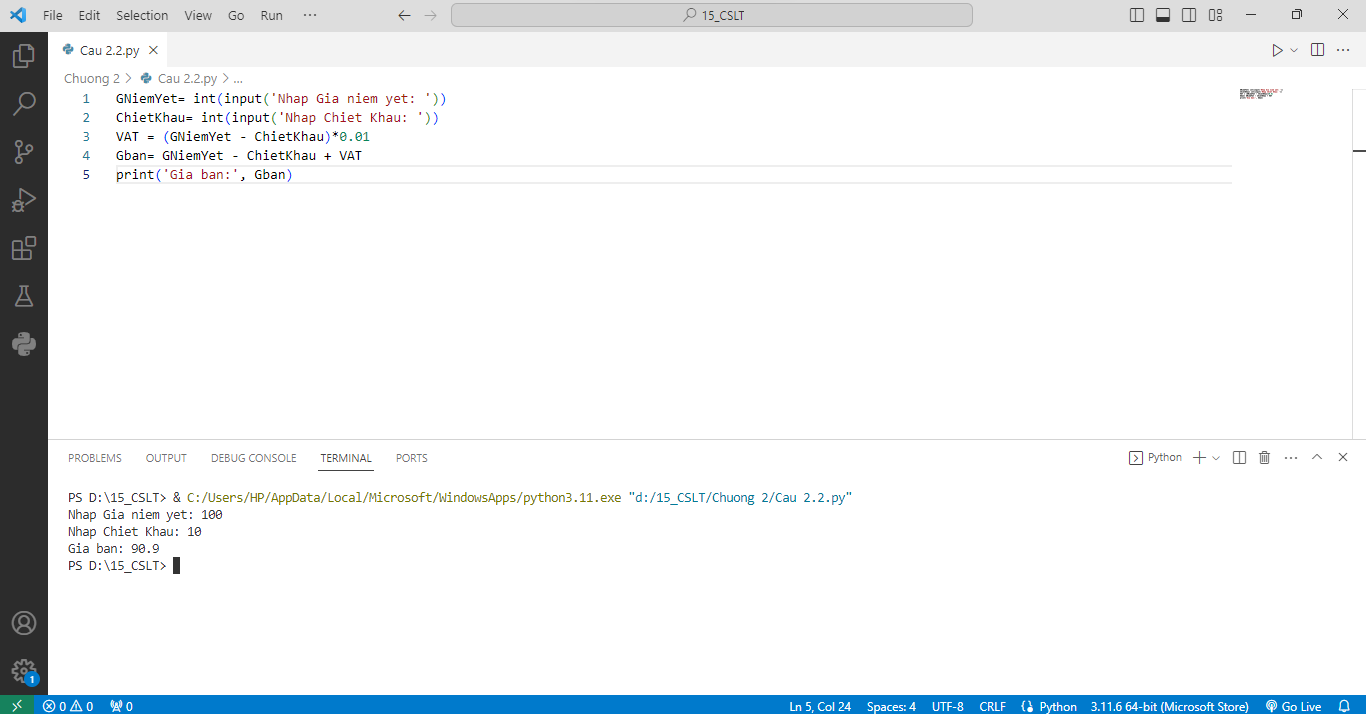 File Edit Selection View Go Run ···
15_CSLT
Cau 2.2.py
Chuong 2 > Cau 2.2.py > ...
1 GNiemYet= int(input('Nhap Gia niem yet: '))
2 ChietKhau= int(input('Nhap Chiet Khau: '))
3 VAT = (GNiemYet - ChietKhau)*0.01
4 Gban= GNiemYet - ChietKhau + VAT
5 print('Gia ban:', Gban)
PROBLEMS OUTPUT DEBUG CONSOLE TERMINAL PORTS
Python
PS D:\15_CSLT> & C:/Users/HP/AppData/Local/Microsoft/WindowsApps/python3.11.exe "d:/15_CSLT/Chuong 2/Cau 2.2.py"
Nhap Gia niem yet: 100
Nhap Chiet Khau: 10
Gia ban: 90.9
PS D:\15_CSLT>
1
0 0 0 Ln 5, Col 24 Spaces: 4 UTF-8 CRLF Python 3.11.6 64-bit (Microsoft Store) Go Live